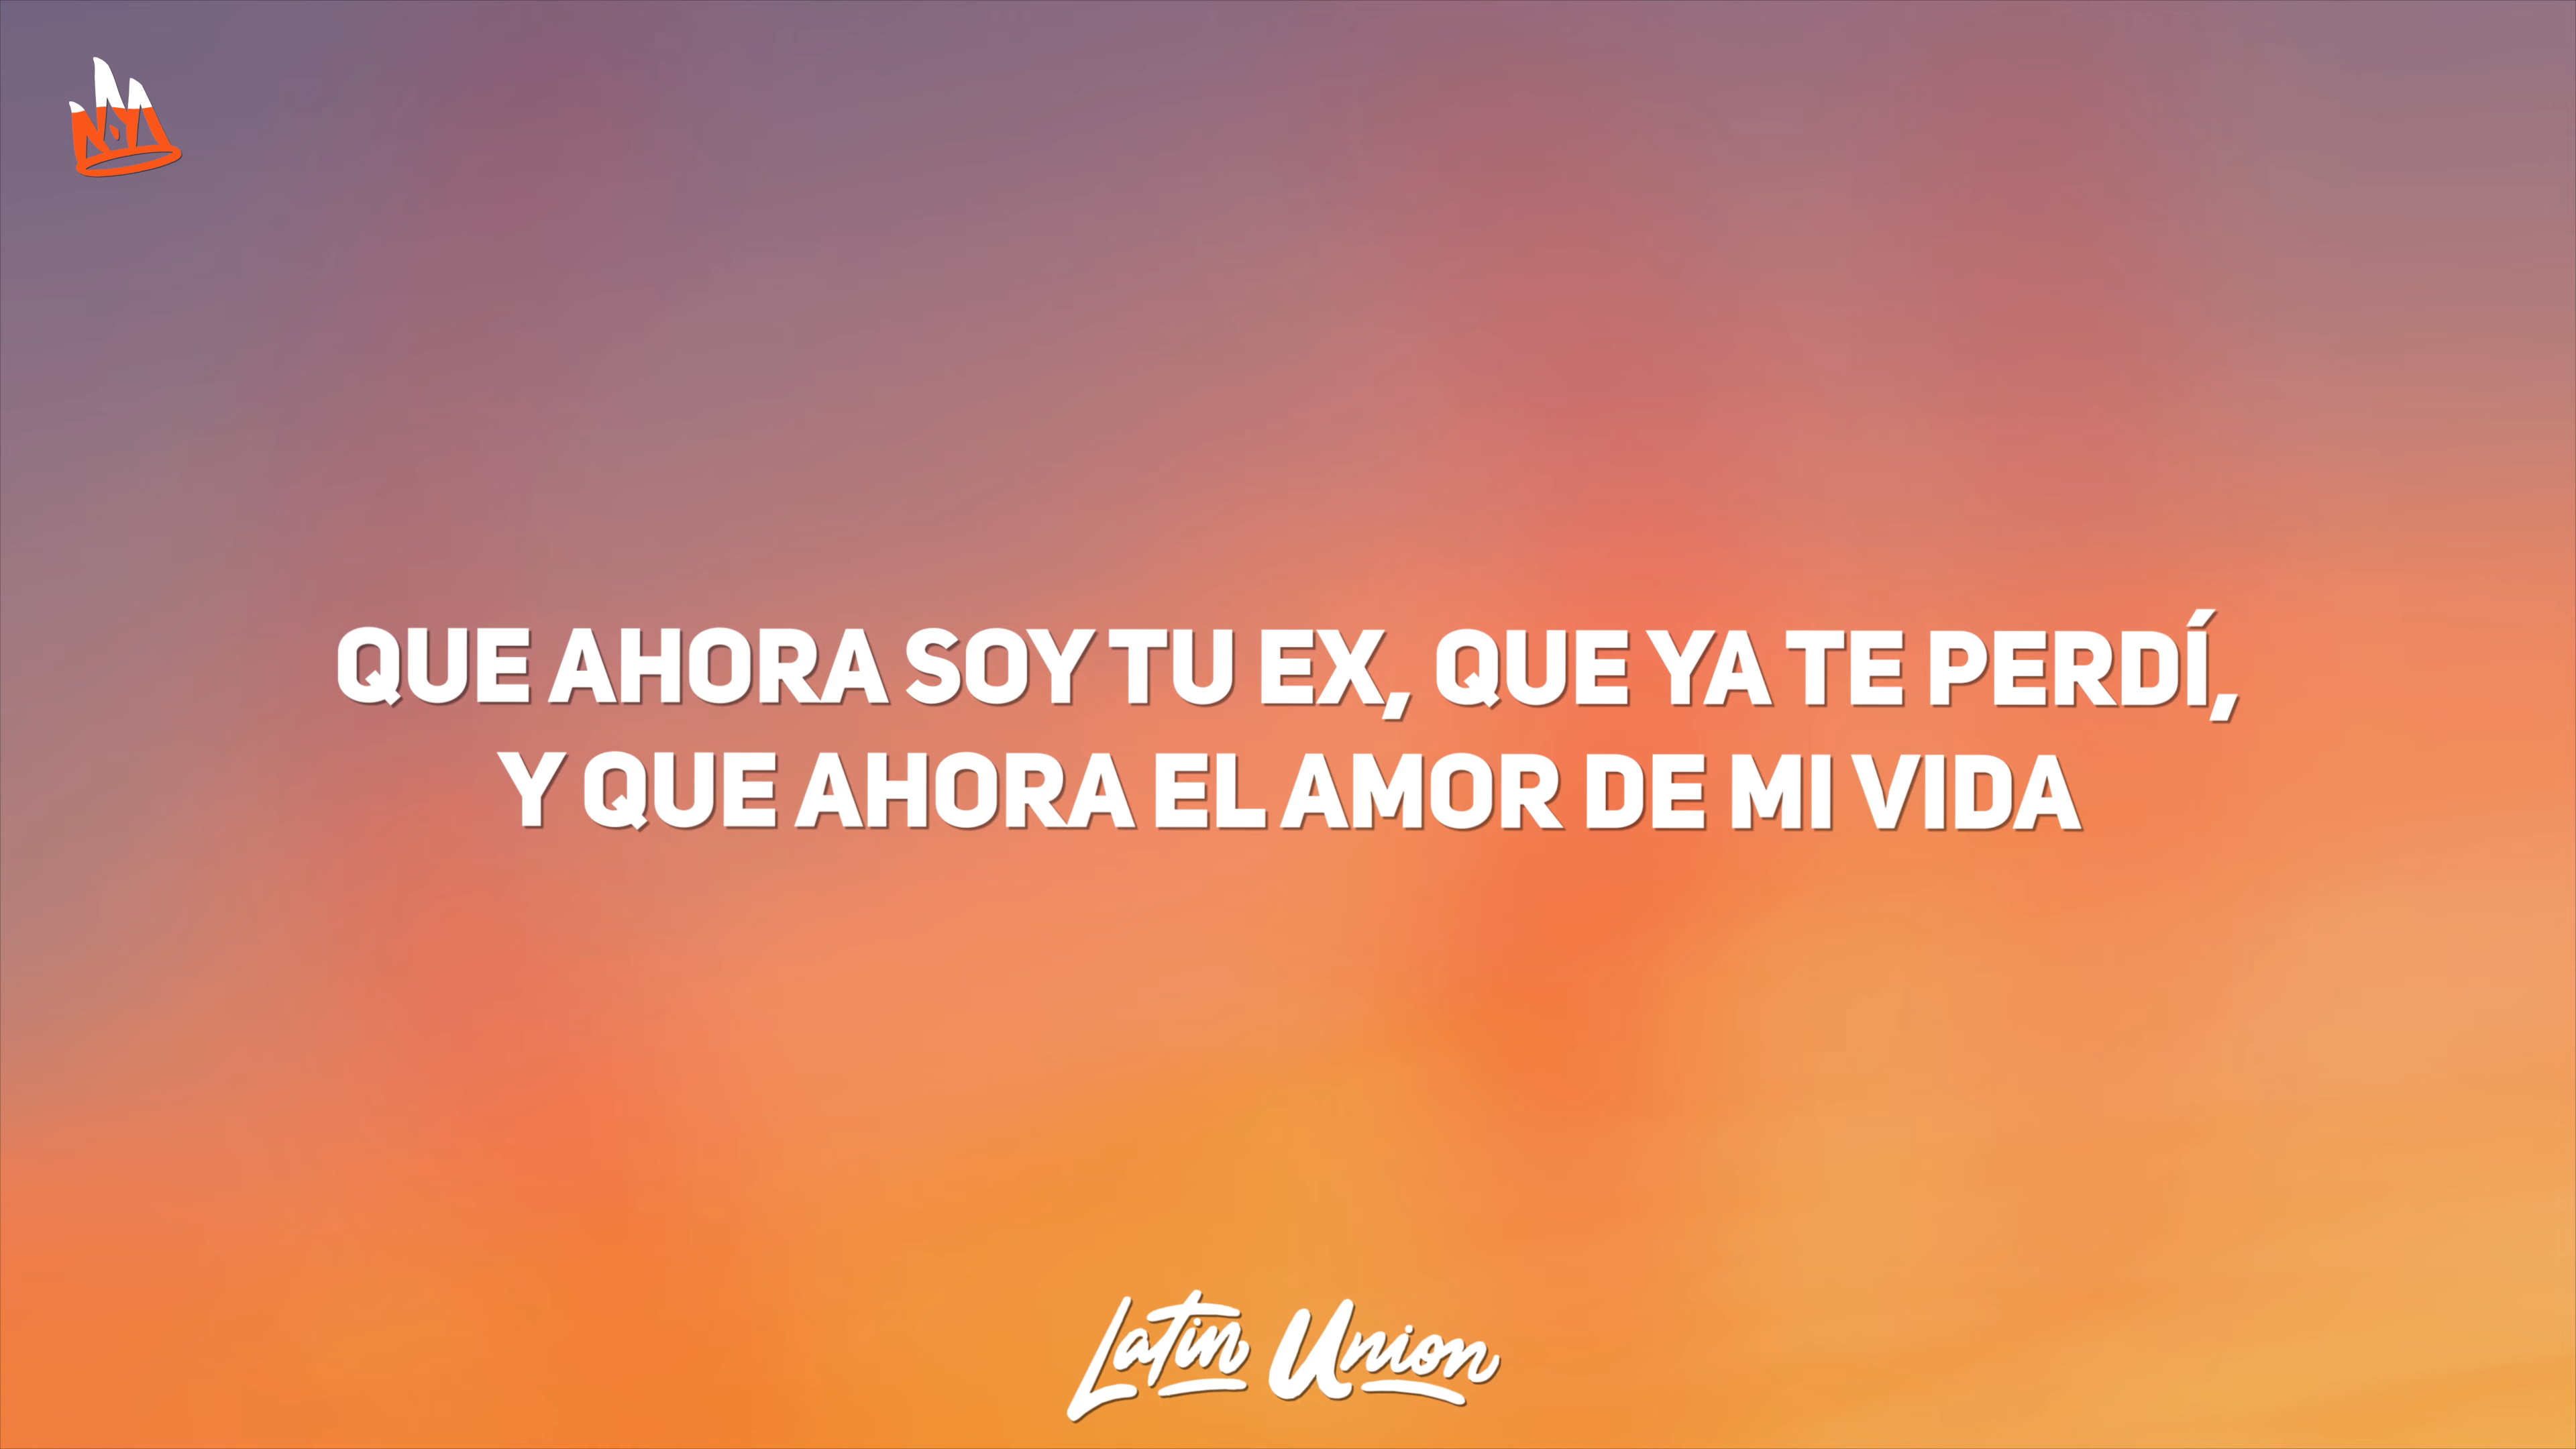 QUE AHORA SOY TU EX, QUE YA TE PERDÍ,
Y QUE AHORA EL AMOR DE MI VIDA
Latin Union